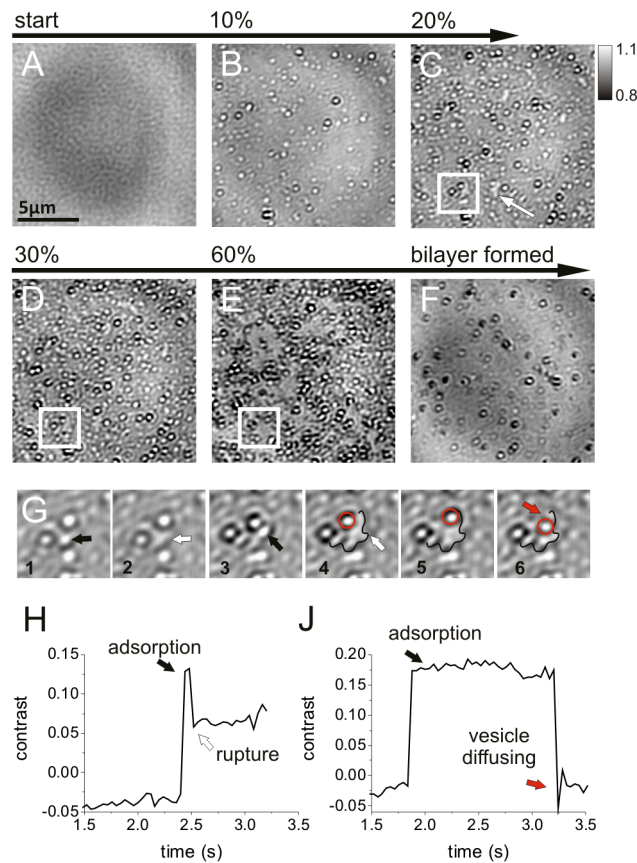 start 10% 20%
A B C
1.1
0.8
5μm
30% 60% bilayer formed
D E F
G
1 2 3 4 5 6
H J
adsorption
rupture
contrast
0.15
0.10
0.05
0.00
-0.05
1.5 2.0 2.5 3.0 3.5
time (s)
adsorption
vesicle
diffusing
contrast
0.20
0.15
0.10
0.05
0.00
-0.05
1.5 2.0 2.5 3.0 3.5
time (s)